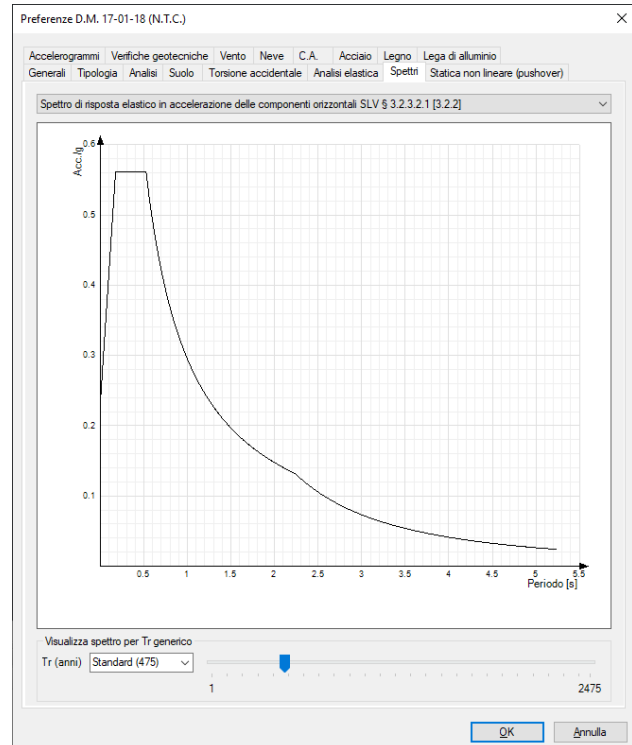 Preferenze D.M. 17-01-18 (N.T.C.)
Accelerogrammi Verifiche geotecniche Vento Neve C.A. Acciaio Legno Lega di alluminio
Generali Tipologia Analisi Suolo Torsione accidentale Analisi elastica Spettri Statica non lineare (pushover)
Spettro di risposta elastico in accelerazione delle componenti orizzontali SLV § 3.2.3.2.1 [3.2.2]
Acc./g
0.6
0.5
0.4
0.3
0.2
0.1
0.5 1 1.5 2 2.5 3 3.5 4 4.5 5 5.5
Periodo [s]
Visualizza spettro per Tr generico
Tr (anni) Standard (475)
1 2475
OK Annulla